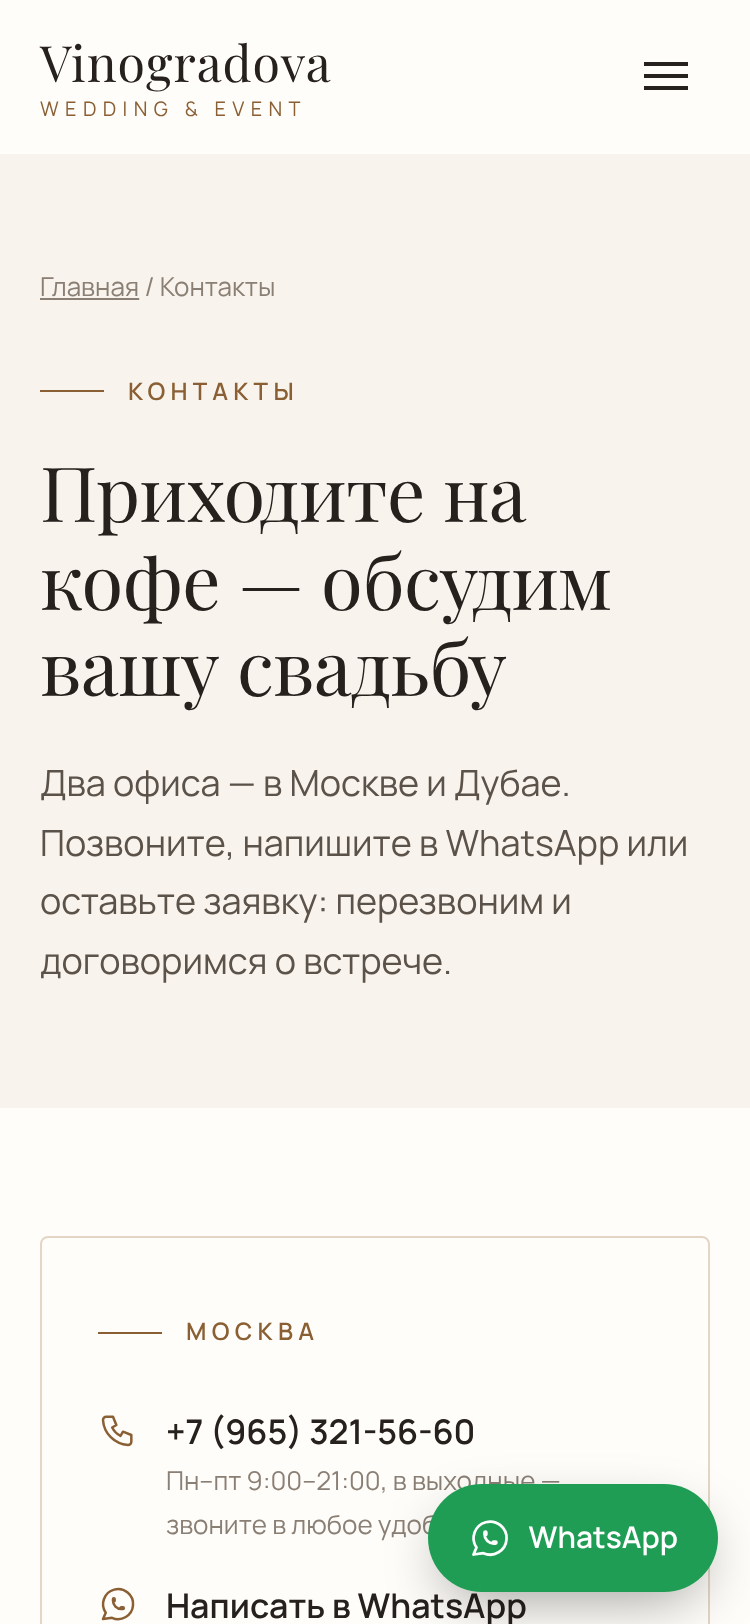 Vinogradova
WEDDING & EVENT
Главная / Контакты
КОНТАКТЫ
Приходите на
кофе — обсудим
вашу свадьбу
Два офиса — в Москве и Дубае.
Позвоните, напишите в WhatsApp или
оставьте заявку: перезвоним и
договоримся о встрече.
МОСКВА
+7 (965) 321-56-60
Пн–пт 9:00–21:00, в выходные —
звоните в любое
WhatsApp
Написать в WhatsApp